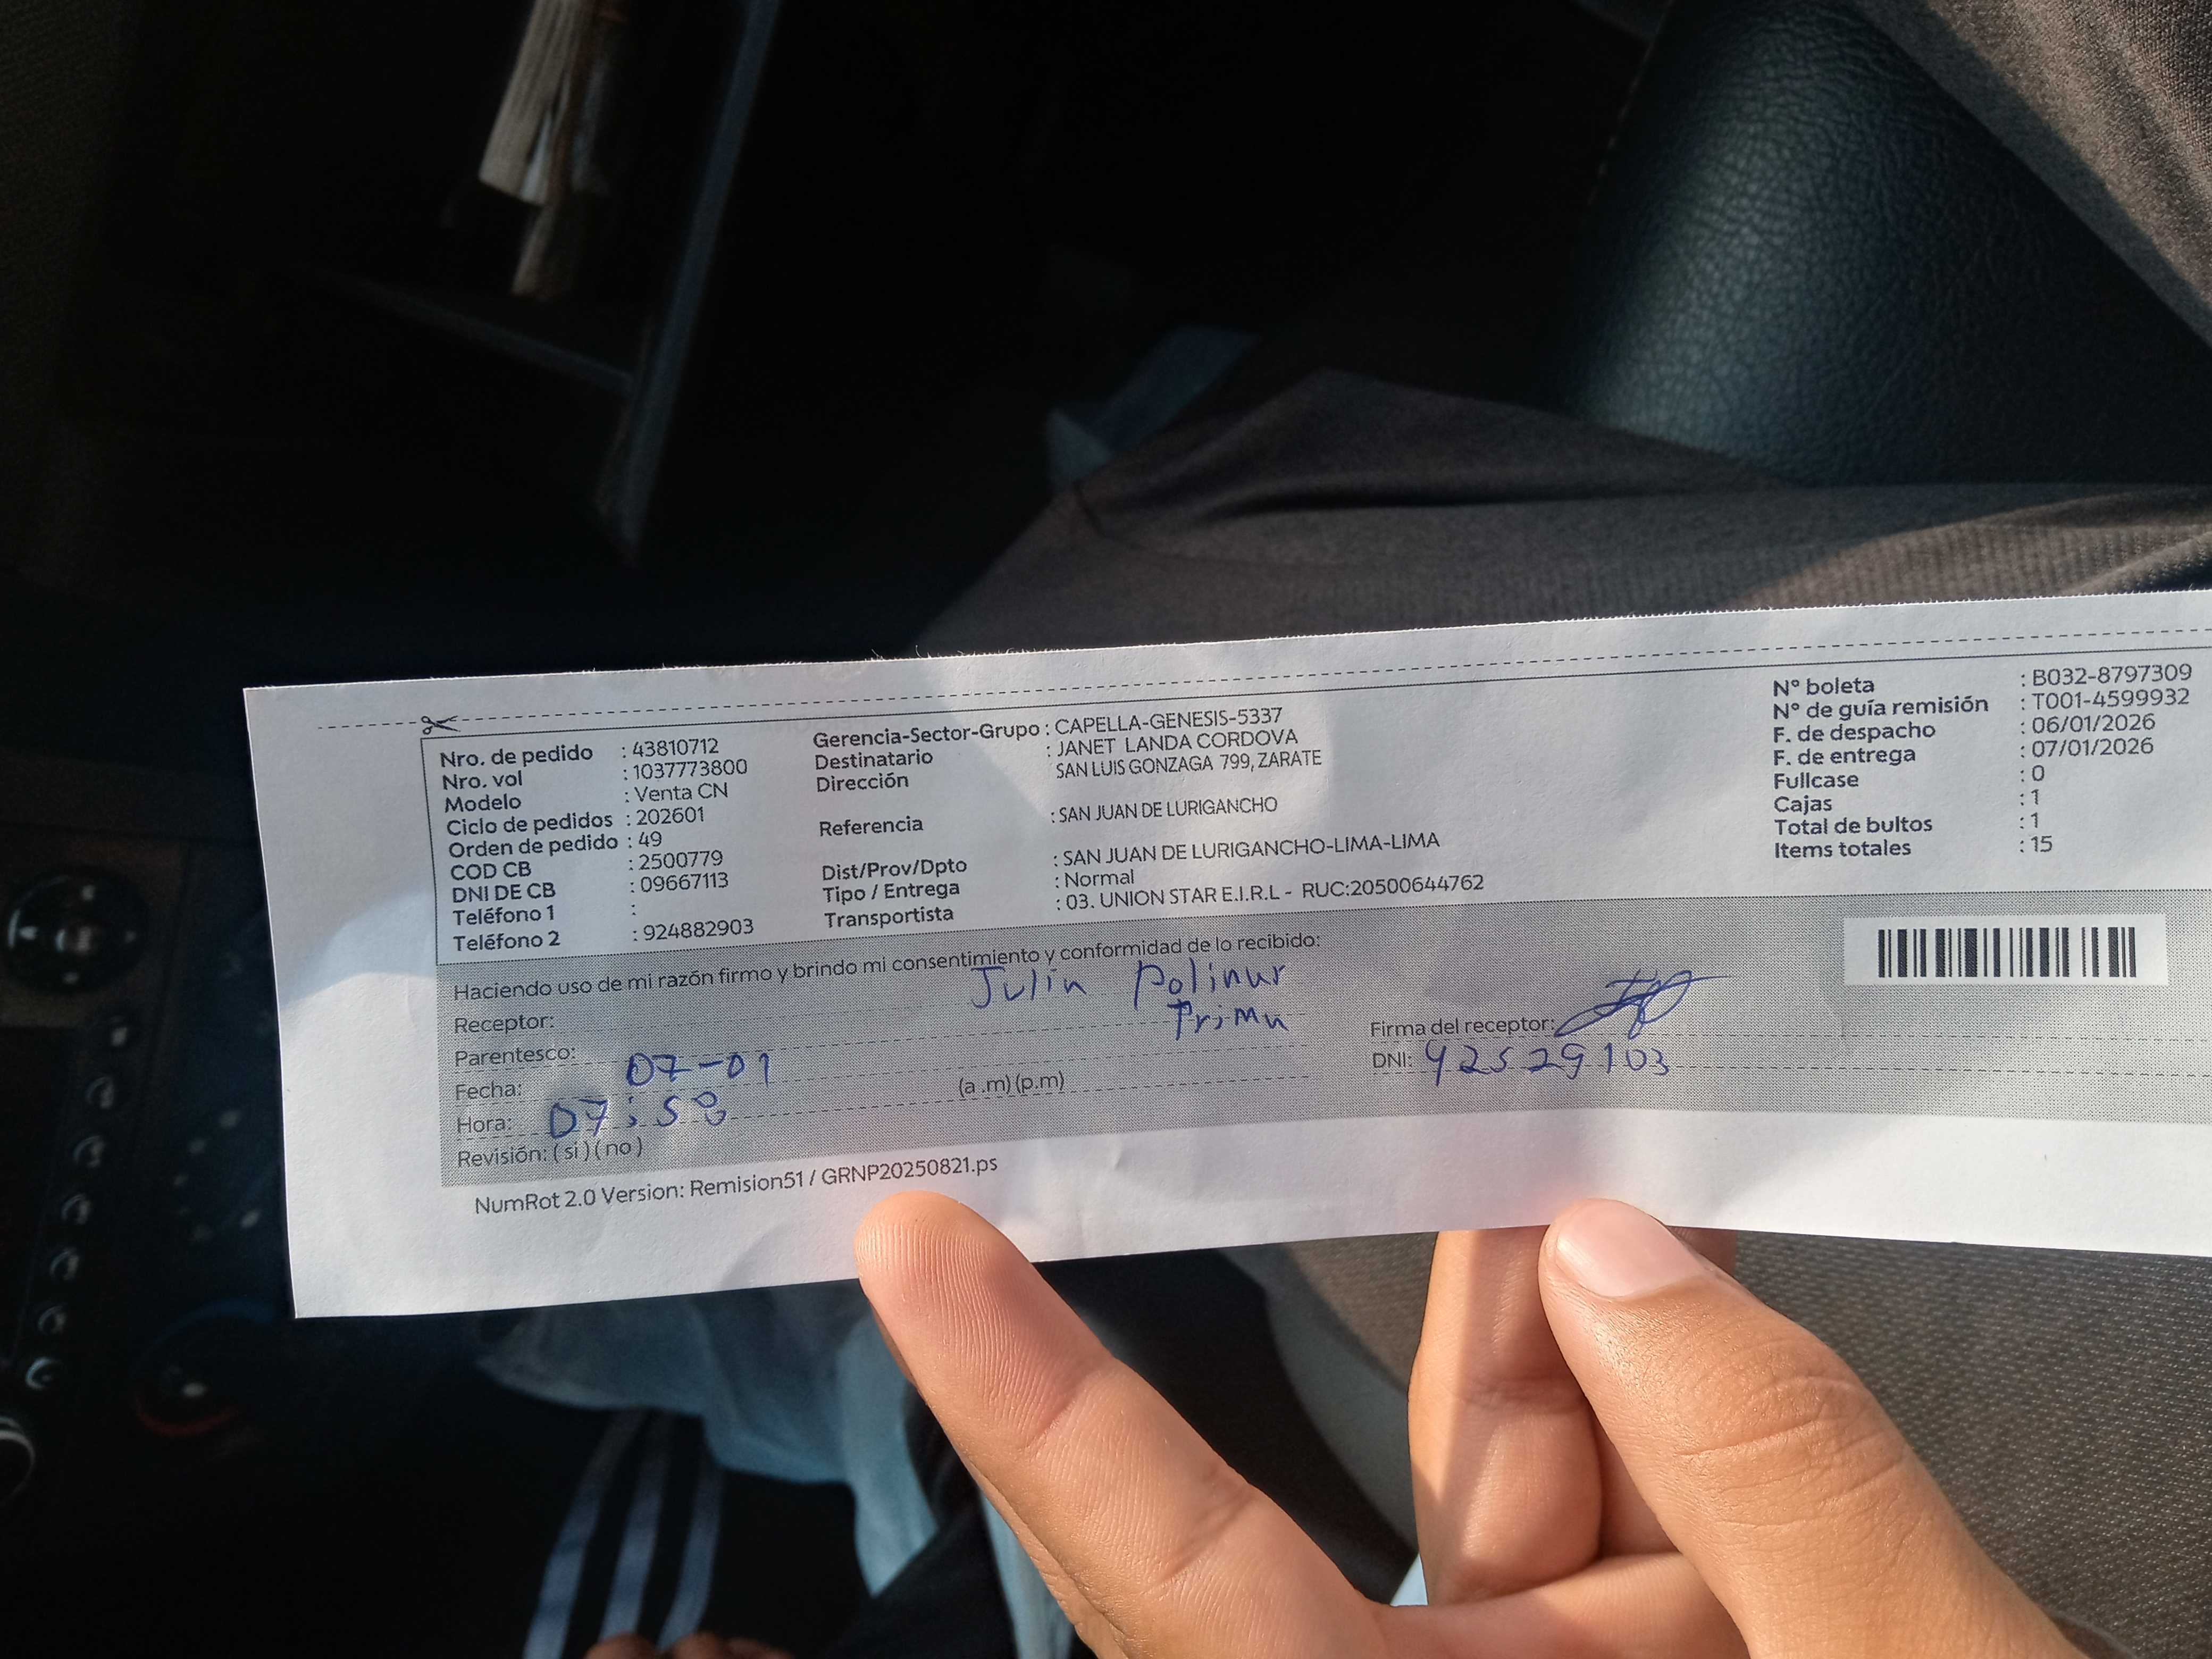 Nro. de pedido : 43810712
Nro. vol : 1037773800
Modelo : Venta CN
Ciclo de pedidos : 202601
Orden de pedido : 49
COD CB : 2500779
DNI DE CB : 09667113
Teléfono 1 :
Teléfono 2 : 924882903
Gerencia-Sector-Grupo : CAPELLA-GENESIS-5337
Destinatario : JANET LANDA CORDOVA
Dirección SAN LUIS GONZAGA 799, ZARATE
Referencia : SAN JUAN DE LURIGANCHO
Dist/Prov/Dpto : SAN JUAN DE LURIGANCHO-LIMA-LIMA
Tipo / Entrega : Normal
Transportista : 03. UNION STAR E.I.R.L - RUC:20500644762
N° boleta : B032-8797309
N° de guía remisión : T001-4599932
F. de despacho : 06/01/2026
F. de entrega : 07/01/2026
Fullcase : 0
Cajas : 1
Total de bultos : 1
Items totales : 15
Haciendo uso de mi razón firmo y brindo mi consentimiento y conformidad de lo recibido:
Receptor: Julin Polinur
Parentesco: Primu
Fecha: 07-01
Hora: 07:58 (a .m) (p.m)
Revisión: ( si ) ( no )
Firma del receptor:
DNI: 42529103
NumRot 2.0 Version: Remision51 / GRNP20250821.ps